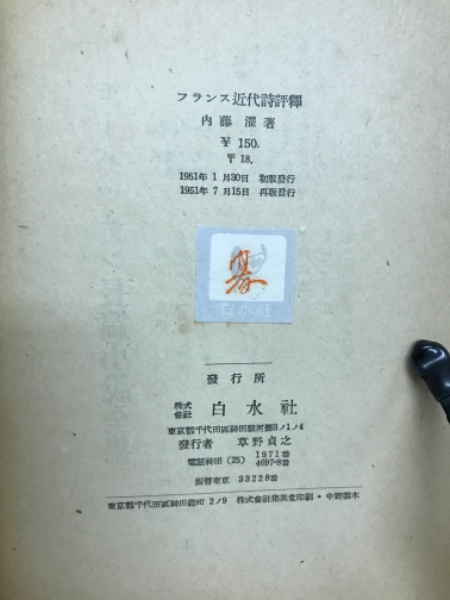 フランス近代詩評釋
内藤 濯 著
¥ 150.
〒 18.
1951年 1 月30日 初版發行
1951年 7 月15日 再版發行
白水社
發行所
株式會社 白水社
東京都千代田區神田駿河臺3ノ1ノ4
發行者 草野貞之
電話神田 (25) 1971番
4697-8番
振替東京 33228番
東京都千代田區神田錦町 2ノ9 株式會社集美堂印刷・中野製本